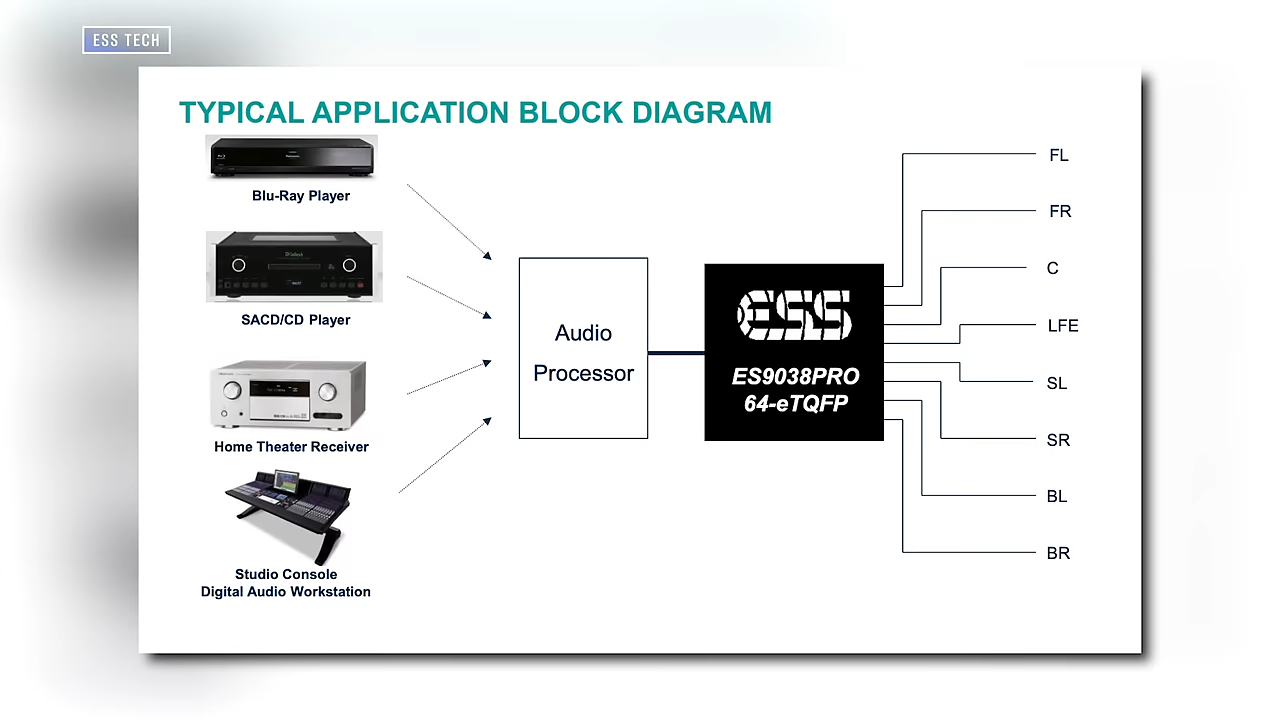 ESS TECH
TYPICAL APPLICATION BLOCK DIAGRAM
Blu-Ray Player
SACD/CD Player
Home Theater Receiver
Studio Console
Digital Audio Workstation
Audio
Processor
ESS
ES9038PRO
64-eTQFP
FL
FR
C
LFE
SL
SR
BL
BR